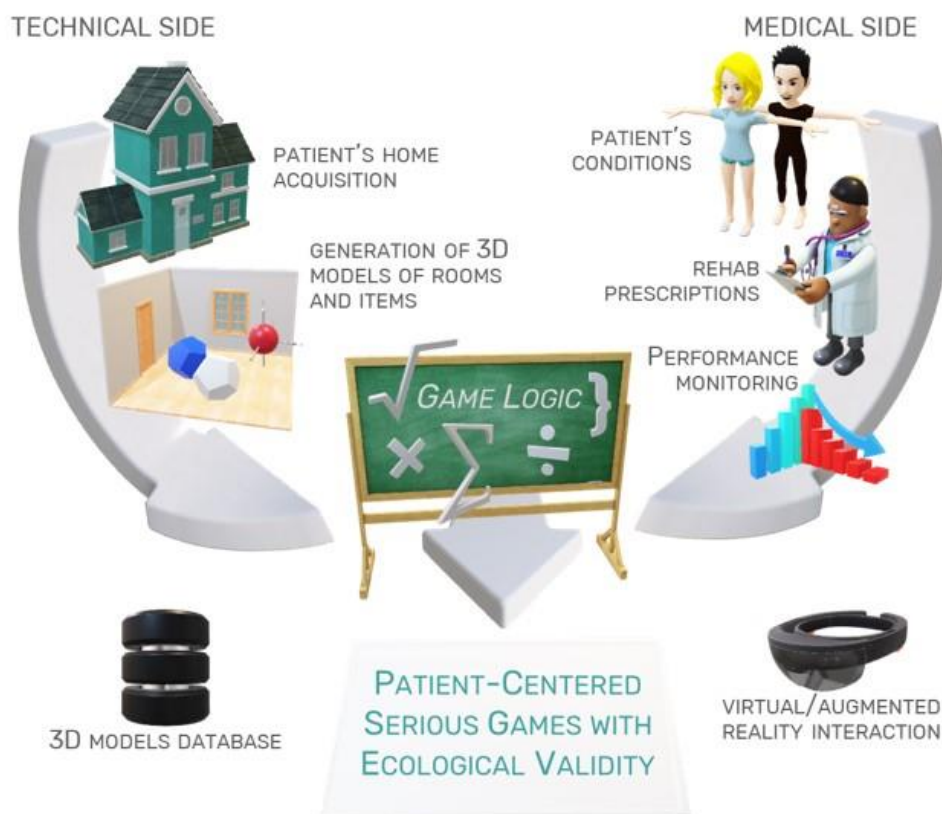 TECHNICAL SIDE
MEDICAL SIDE
PATIENT'S HOME
ACQUISITION
PATIENT'S
CONDITIONS
GENERATION OF 3D
MODELS OF ROOMS
AND ITEMS
REHAB
PRESCRIPTIONS
PERFORMANCE
MONITORING
GAME LOGIC
3D MODELS DATABASE
VIRTUAL/AUGMENTED
REALITY INTERACTION
PATIENT-CENTERED
SERIOUS GAMES WITH
ECOLOGICAL VALIDITY